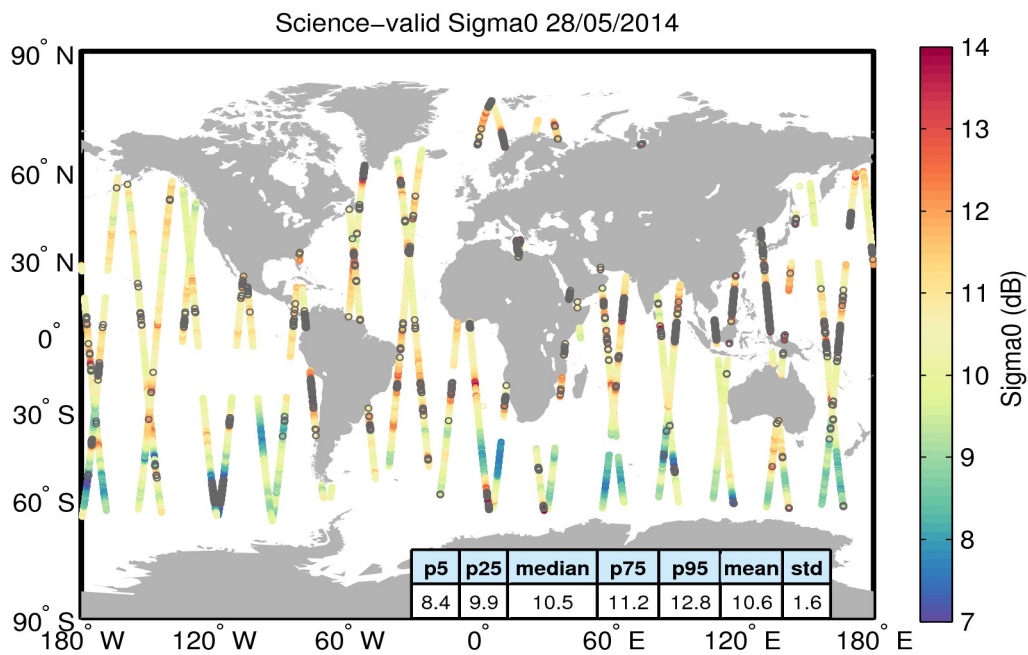 Science−valid Sigma0 28/05/2014
90° N
60° N
30° N
0°
30° S
60° S
90° S
180° W
120° W
60° W
0°
60° E
120° E
180° E
p5 p25 median p75 p95 mean std
8.4 9.9 10.5 11.2 12.8 10.6 1.6
14
13
12
11
10
9
8
7
Sigma0 (dB)